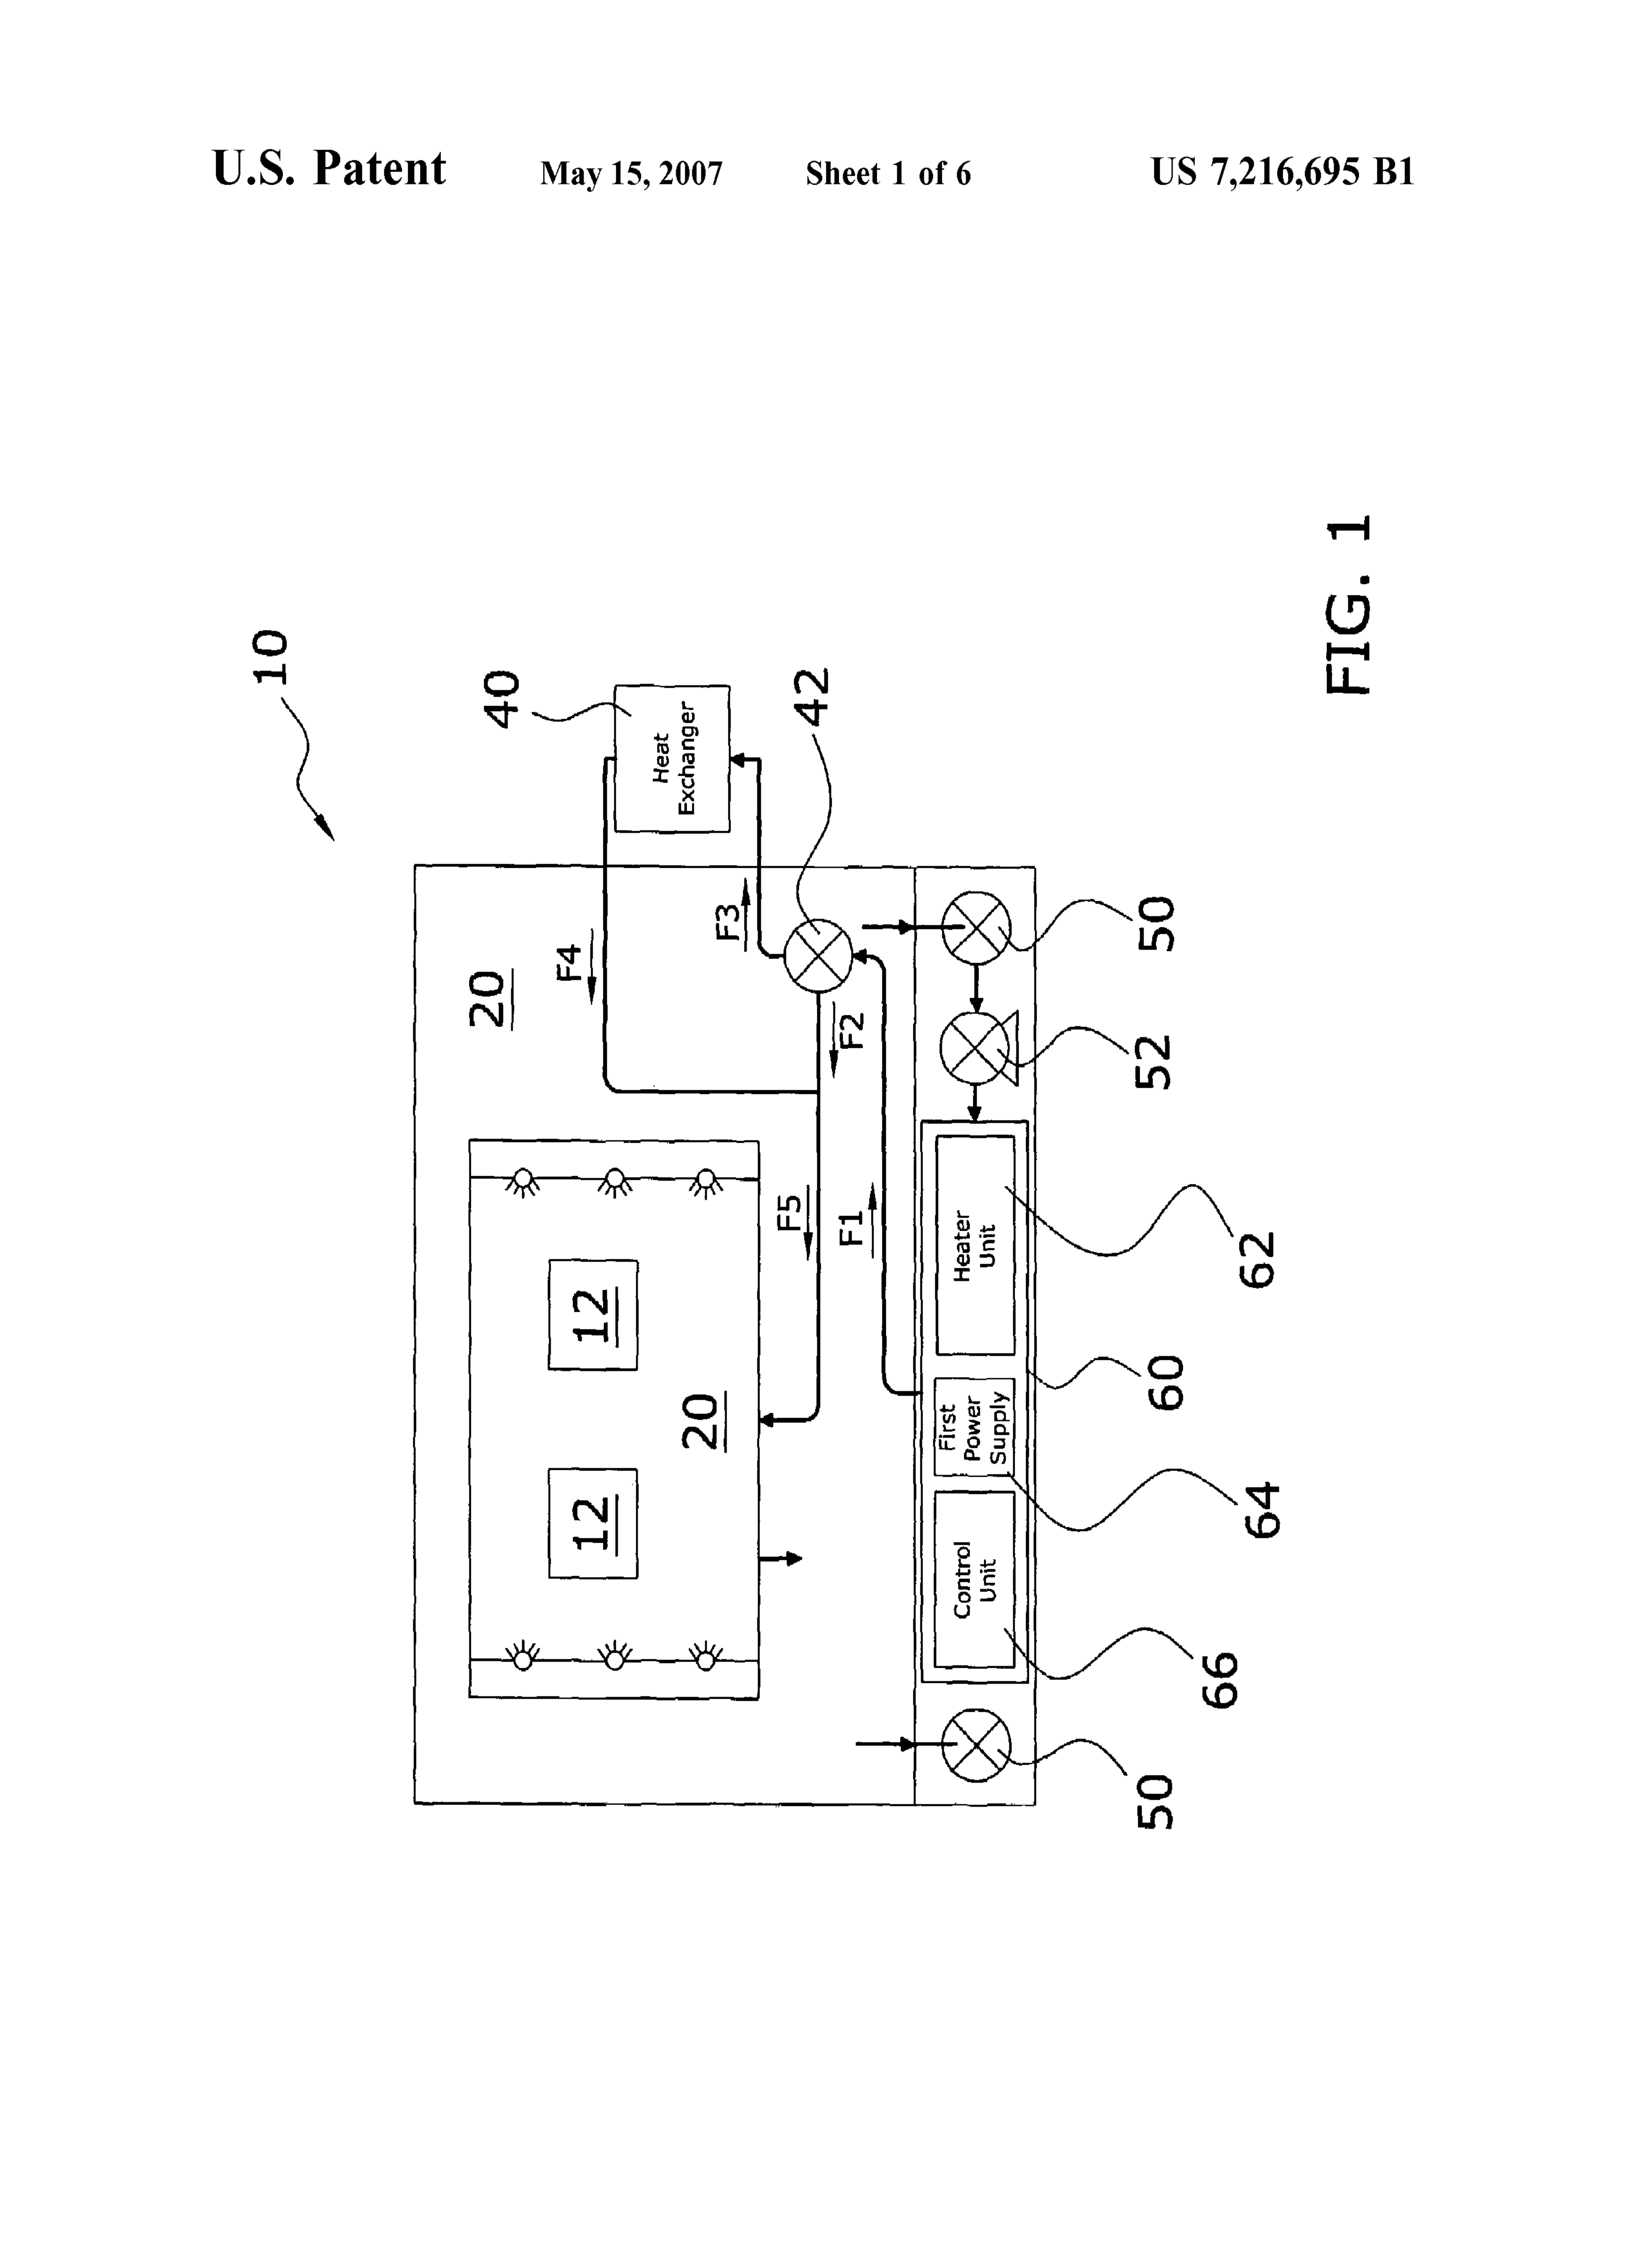 U.S. Patent May 15, 2007 Sheet 1 of 6 US 7,216,695 B1
10
40
Heat
Exchanger
42
20
F4
F3
F2
50
52
12
12
20
F5
F1
Heater
Unit
62
60
First
Power
Supply
64
Control
Unit
66
50
FIG. 1